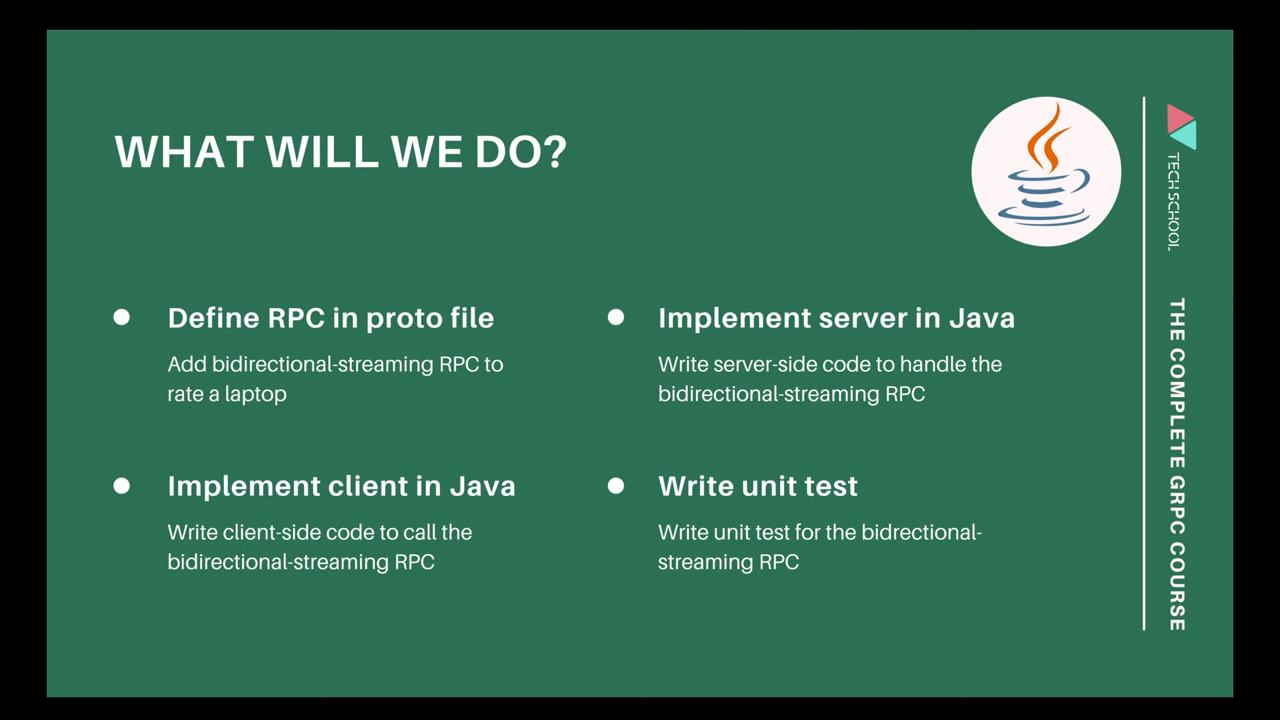 WHAT WILL WE DO?
Define RPC in proto file
Add bidirectional-streaming RPC to
rate a laptop
Implement server in Java
Write server-side code to handle the
bidirectional-streaming RPC
Implement client in Java
Write client-side code to call the
bidirectional-streaming RPC
Write unit test
Write unit test for the bidrectional-
streaming RPC
TECH SCHOOL
THE COMPLETE GRPC COURSE